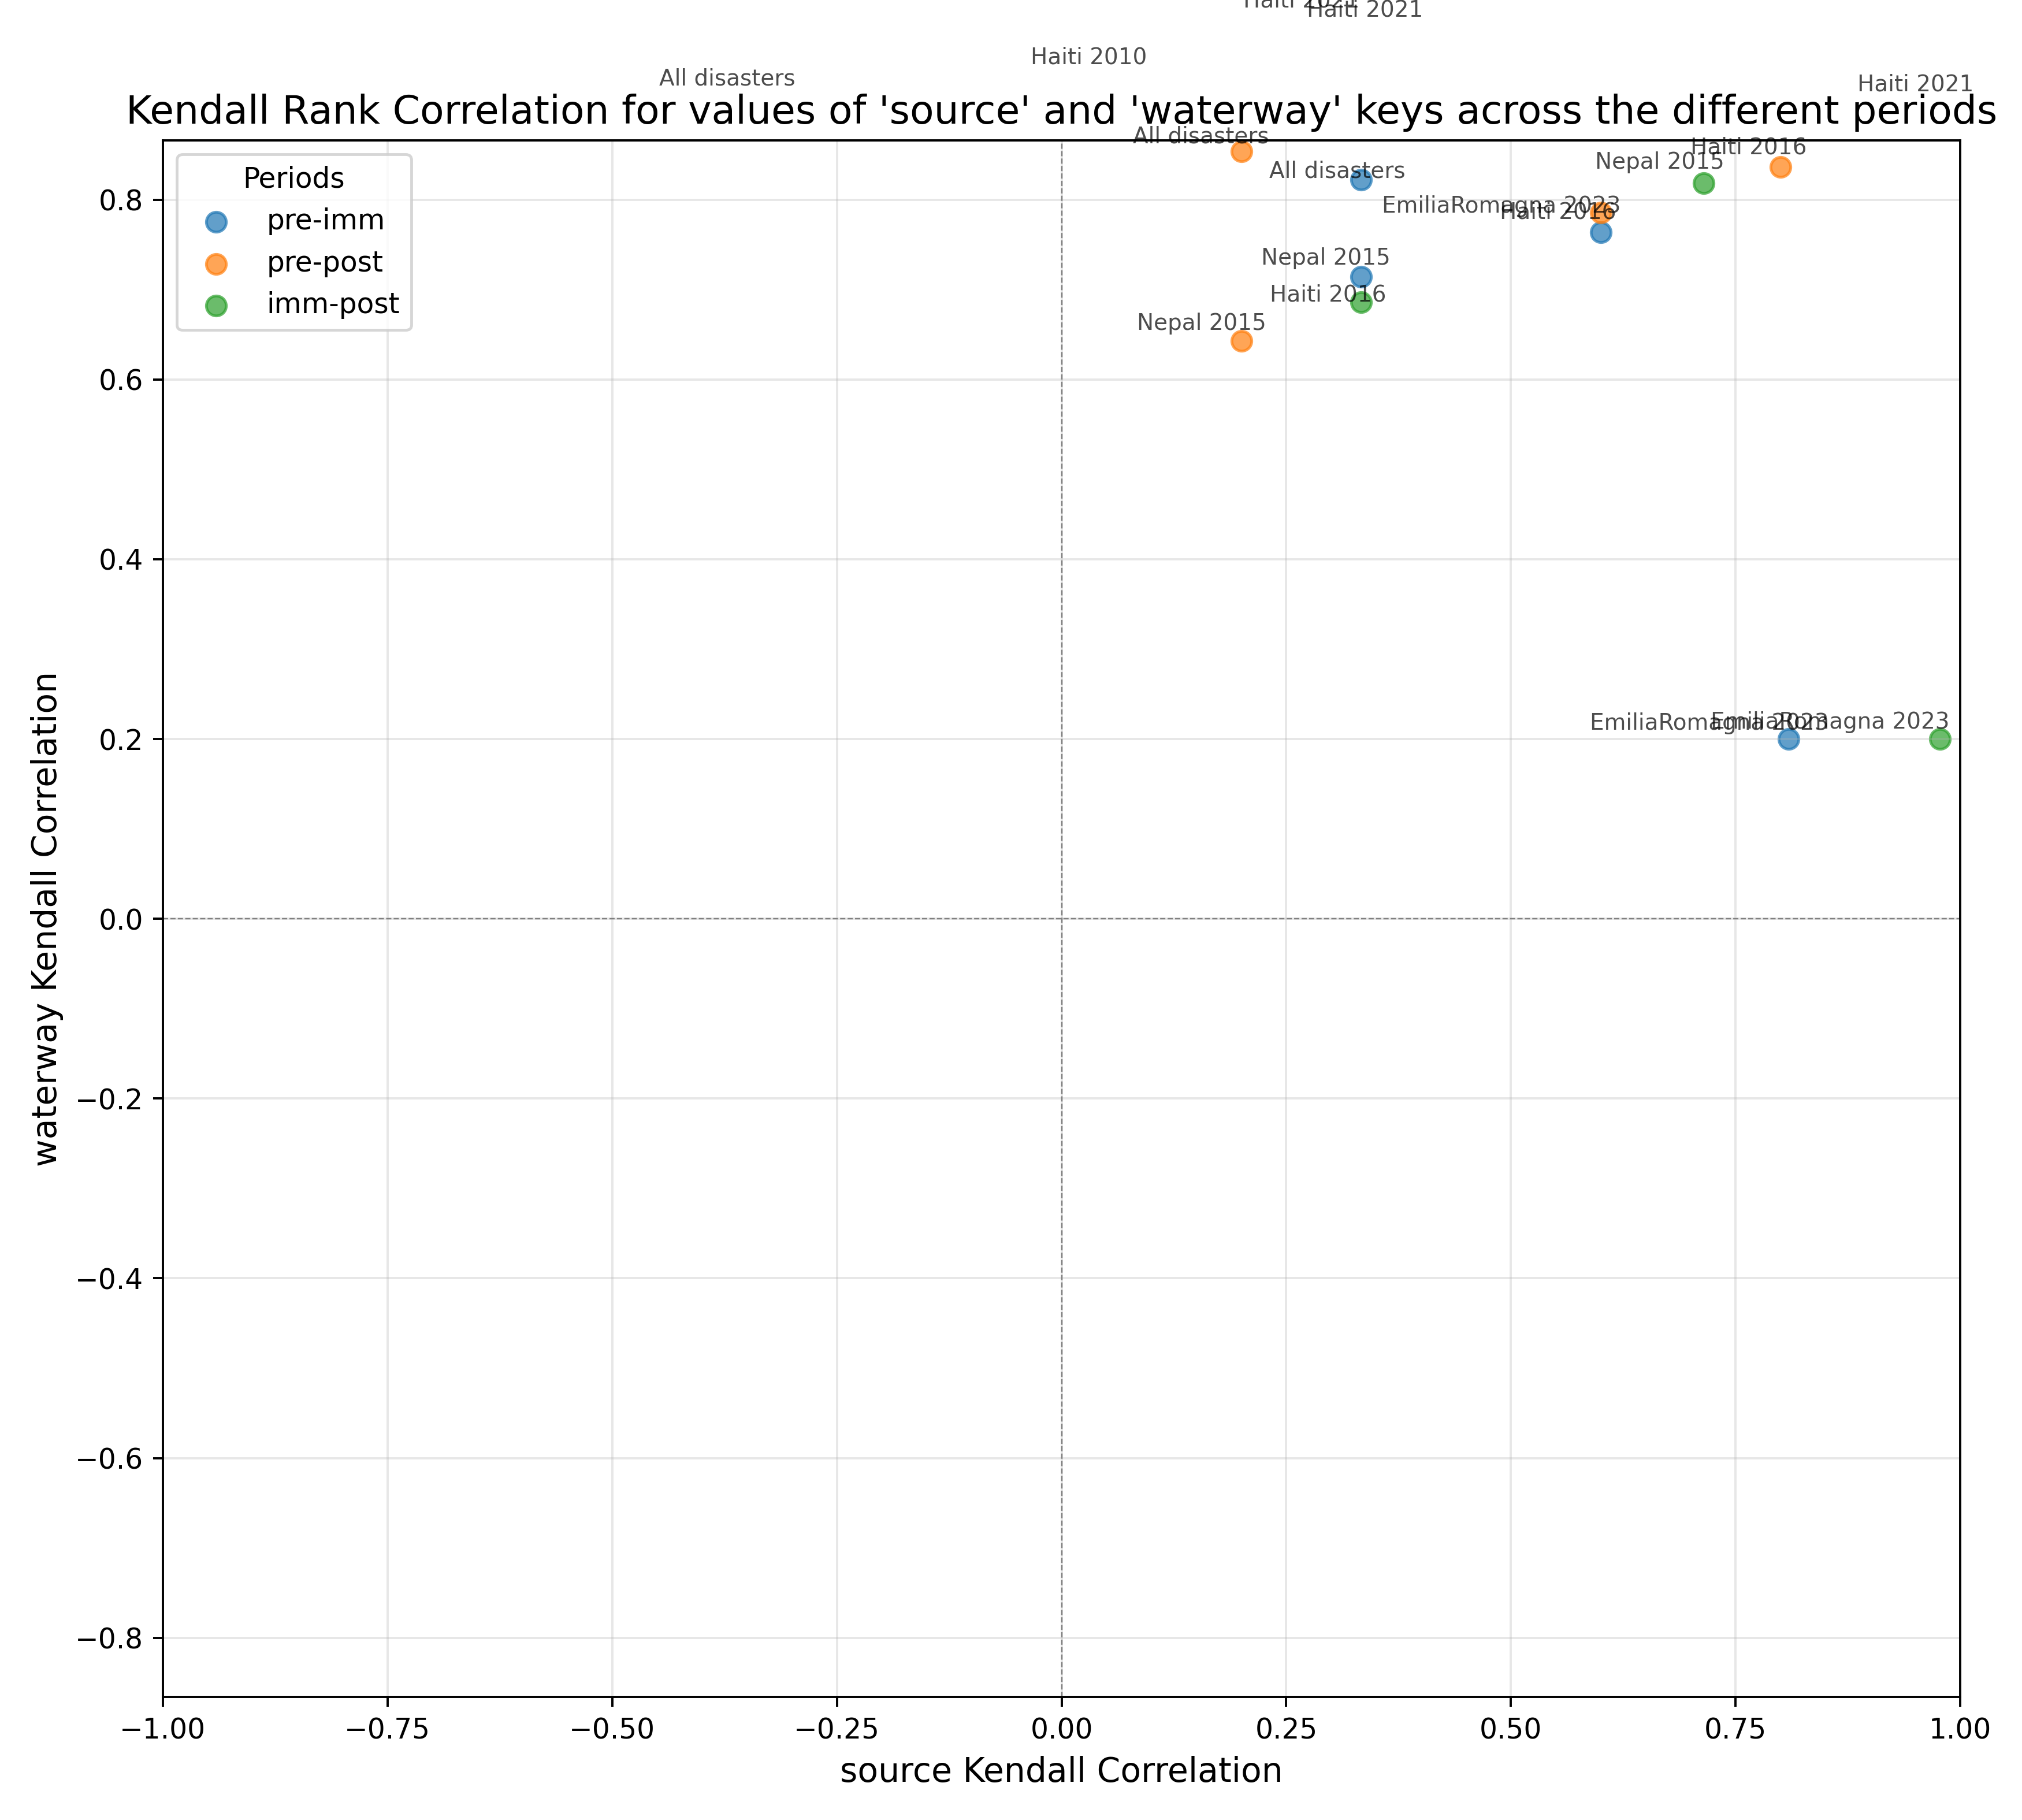 Haiti 2021
Haiti 2021
Haiti 2010
All disasters
Haiti 2021
Kendall Rank Correlation for values of 'source' and 'waterway' keys across the different periods
All disasters
Haiti 2016
Nepal 2015
All disasters
EmiliaRomagna 2023
Haiti 2016
Nepal 2015
Haiti 2016
Nepal 2015
EmiliaRomagna 2023
EmiliaRomagna 2023
Periods
pre-imm
pre-post
imm-post
0.8
0.6
0.4
0.2
0.0
−0.2
−0.4
−0.6
−0.8
waterway Kendall Correlation
−1.00 −0.75 −0.50 −0.25 0.00 0.25 0.50 0.75 1.00
source Kendall Correlation